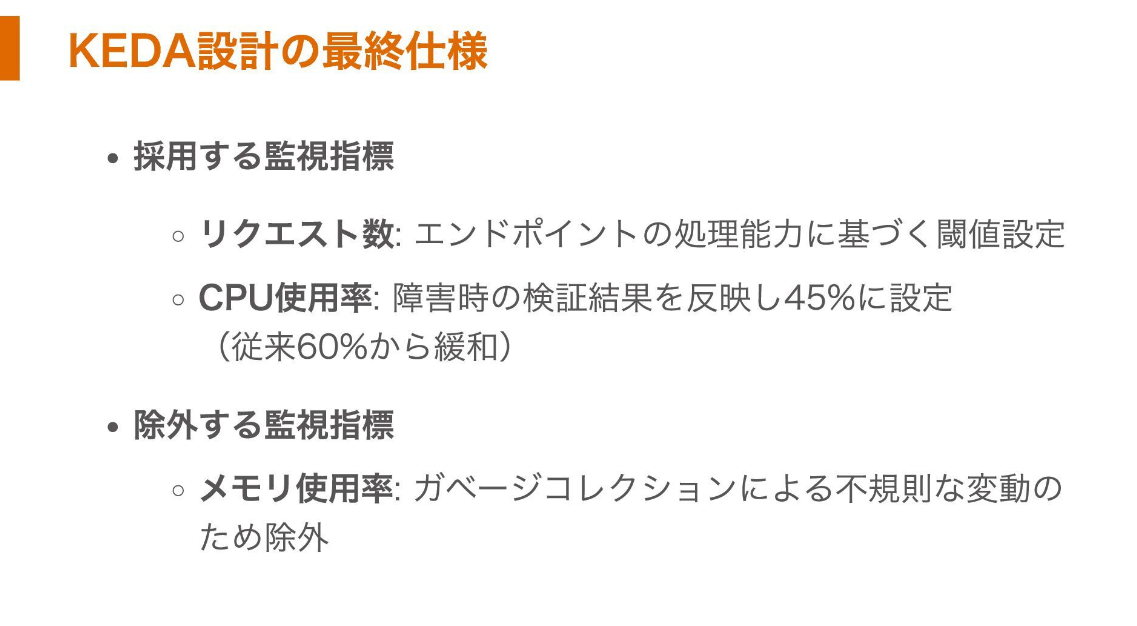 KEDA設計の最終仕様
• 採用する監視指標
○ リクエスト数: エンドポイントの処理能力に基づく閾値設定
○ CPU使用率: 障害時の検証結果を反映し45%に設定
（従来60%から緩和）
• 除外する監視指標
○ メモリ使用率: ガベージコレクションによる不規則な変動の
ため除外